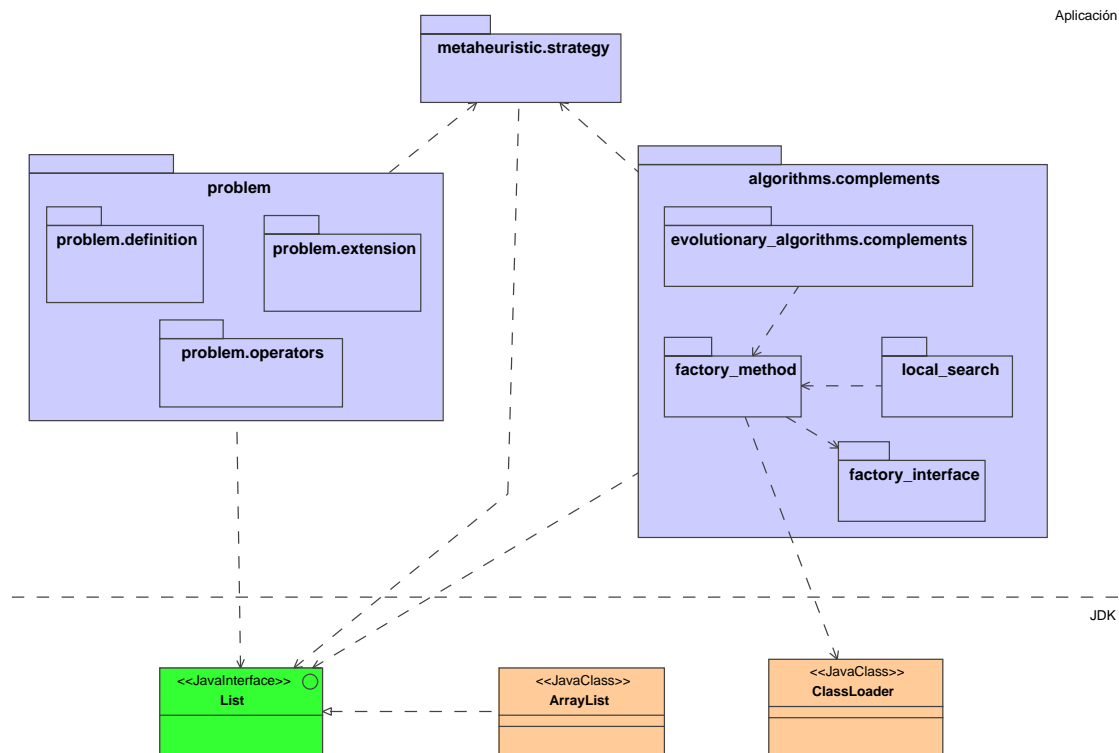 Aplicación
metaheuristic.strategy
problem
algorithms.complements
problem.definition
problem.extension
evolutionary_algorithms.complements
problem.operators
factory_method
local_search
factory_interface
JDK
<<JavaInterface>>
List
<<JavaClass>>
ArrayList
<<JavaClass>>
ClassLoader